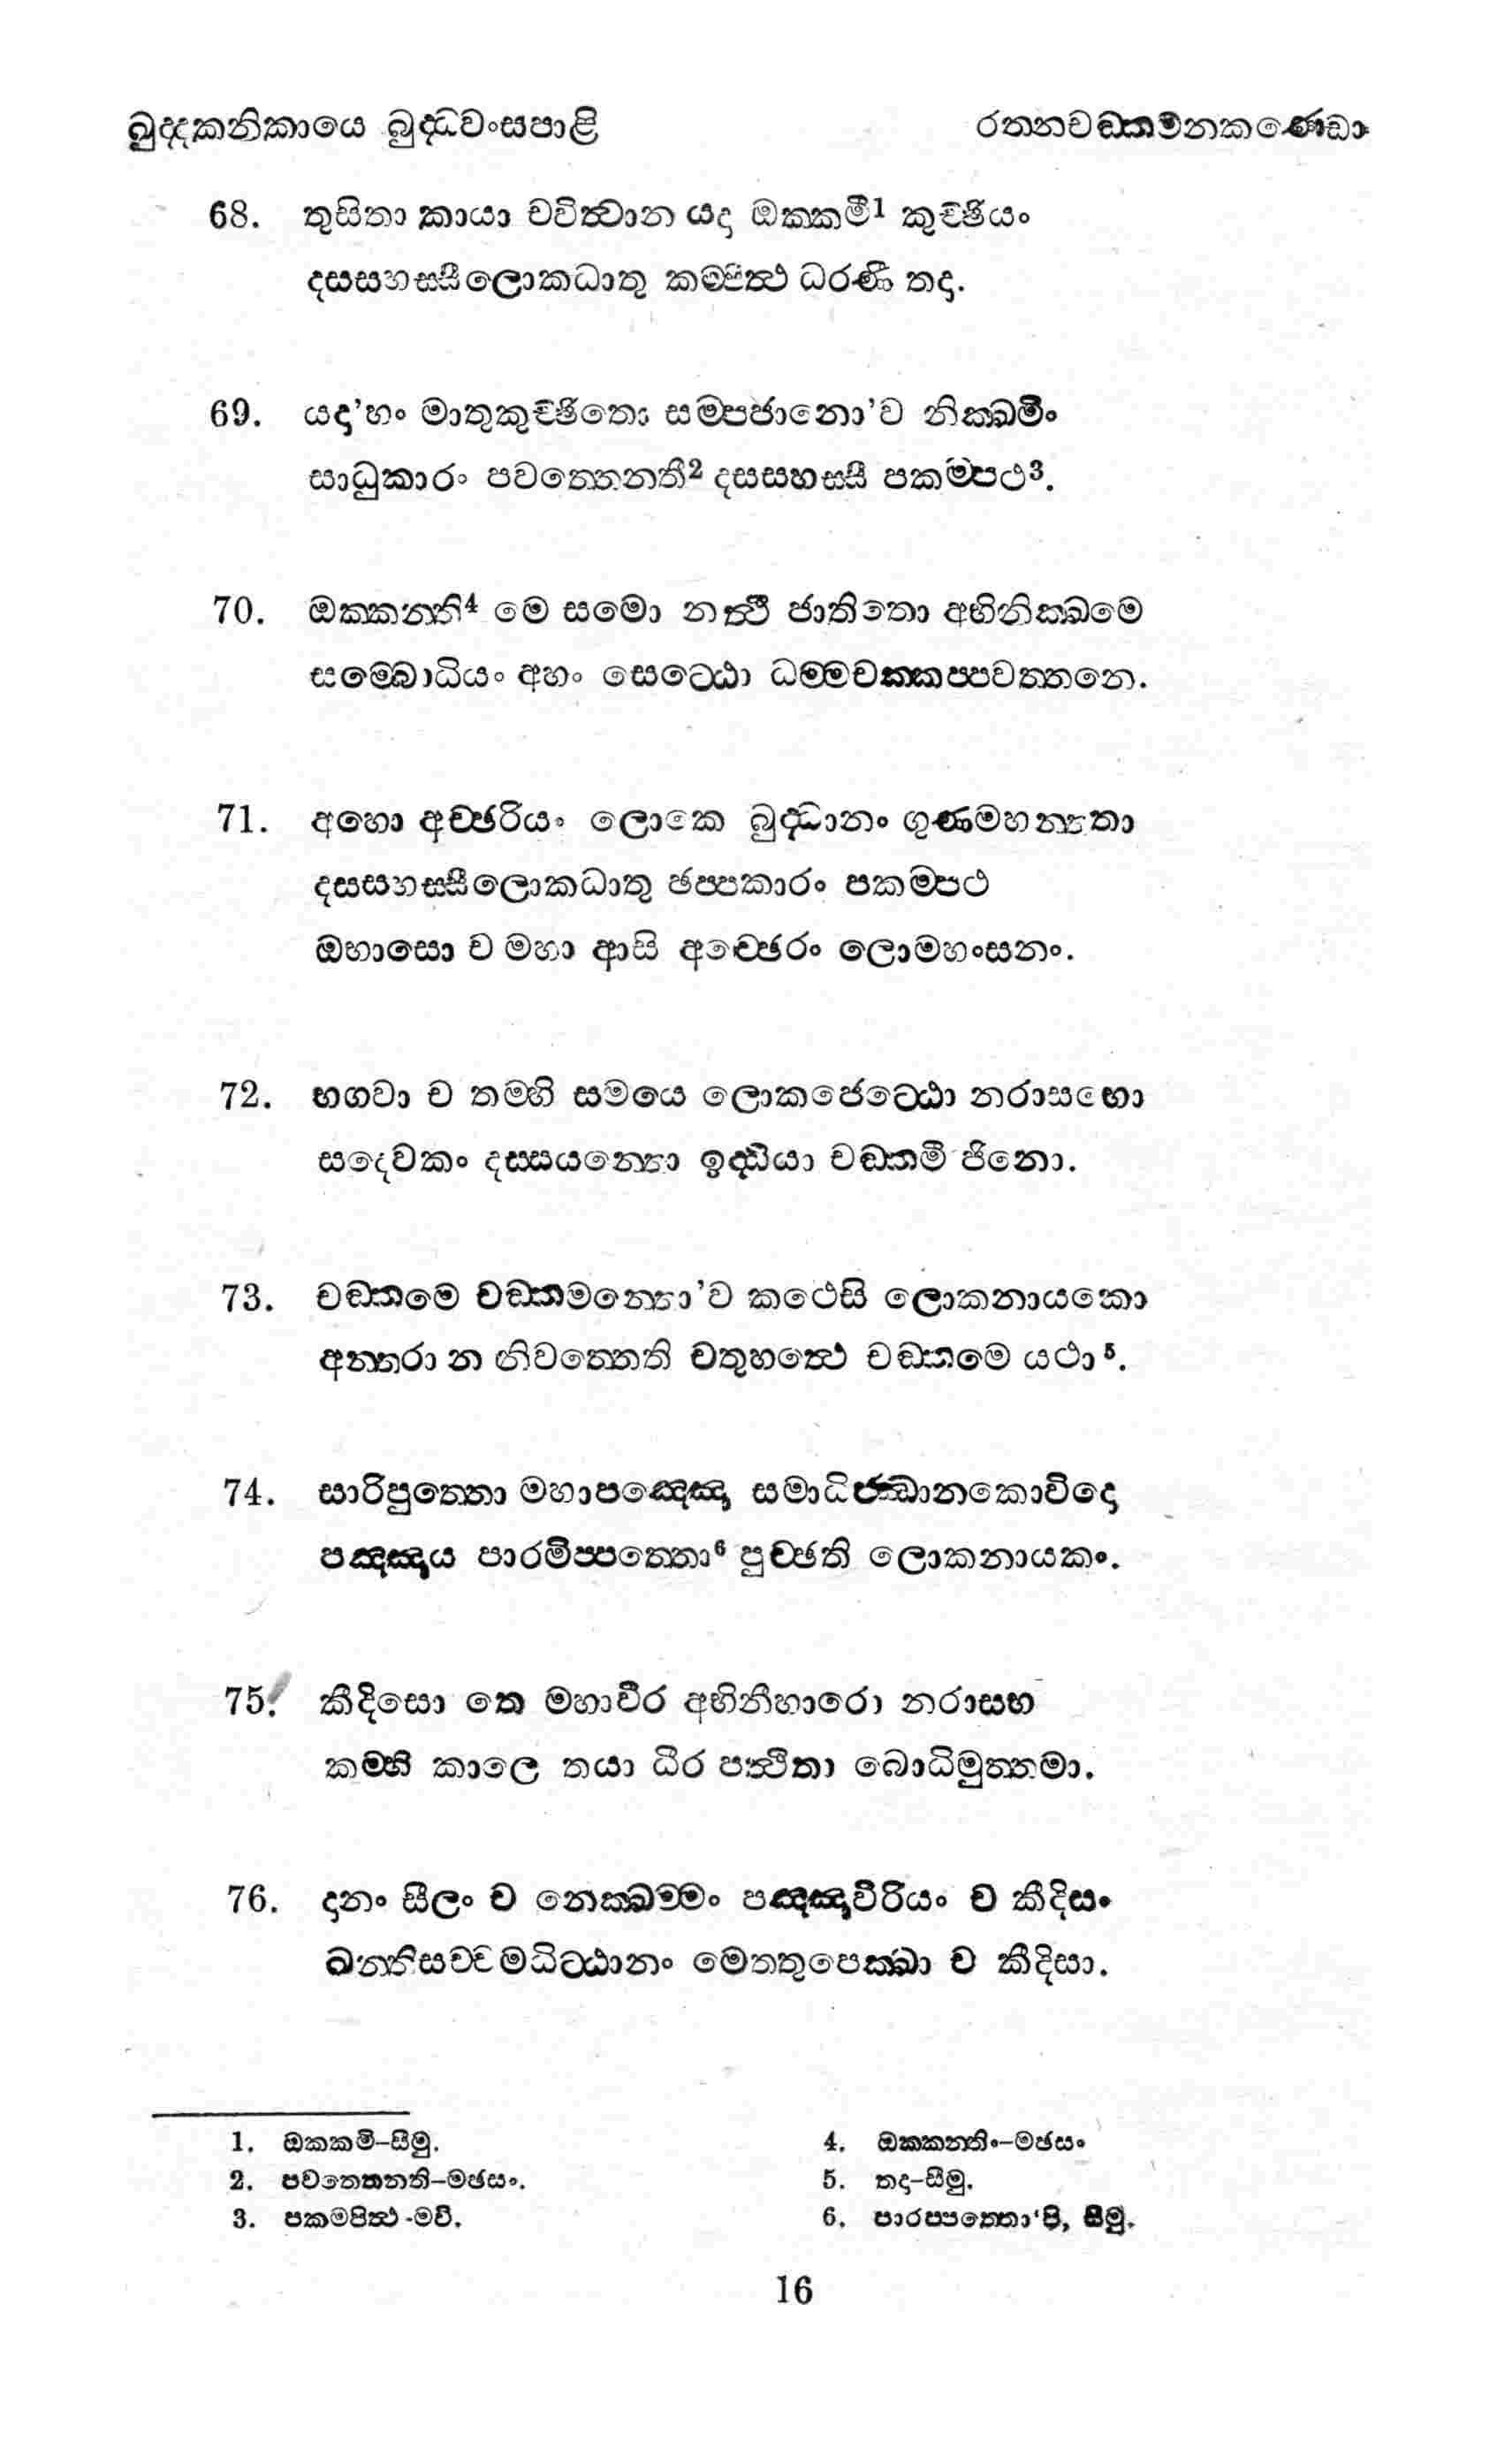 ඛුද්දකනිකායෙ බුද්ධවංසපාළි රතනචඞ්කමනකණ්ඩො
68. තුසිතා කායා චවිත්වාන යදා ඔක්කමී1 කුච්ඡියං
දසසහස්සීලොකධාතු කම්පිත්ථ ධරණී තදා.
69. යදා’හං මාතුකුච්ඡිතො සම්පජානො’ව නික්ඛමිං
සාධුකාරං පවත්තෙන්ති2 දසසහස්සී පකම්පථ3.
70. ඔක්කන්ති4 මෙ සමො නත්ථි ජාතිතො අභිනික්ඛමෙ
සම්බොධියං අහං සෙට්ඨො ධම්මචක්කප්පවත්තනෙ.
71. අහො අච්ඡරියං ලොකෙ බුද්ධානං ගුණමහන්තතා
දසසහස්සීලොකධාතු ඡප්පකාරං පකම්පථ
ඔභාසො ච මහා ආසි අච්ඡෙරං ලොමහංසනං.
72. භගවා ච තම්හි සමයෙ ලොකජෙට්ඨො නරාසභො
සදෙවකං දස්සයන්තො ඉද්ධියා චඞ්කමී ජිනො.
73. චඞ්කමෙ චඞ්කමන්තො’ව කථෙසි ලොකනායකො
අන්තරා න නිවත්තෙති චතුහත්ථෙ චඞ්කමෙ යථා5.
74. සාරිපුත්තො මහාපඤ්ඤො සමාධිජ්ඣානකොවිදො
පඤ්ඤාය පාරමිප්පත්තො6 පුච්ඡති ලොකනායකං.
75. කීදිසො තෙ මහාවීර අභිනීහාරො නරාසභ
කම්හි කාලෙ තයා ධීර පත්ථිතා බොධිමුත්තමා.
76. දානං සීලං ච නෙක්ඛම්මං පඤ්ඤාවීරියං ච කීදිසං
ඛන්තිසච්චමධිට්ඨානං මෙත්තුපෙක්ඛා ච කීදිසා.
1. ඔක්කමි–සීමු. 4. ඔක්කන්තිං–මඡසං
2. පවත්තෙන්ති–මඡසං. 5. තදා–සීමු.
3. පකම්පිත්ථ-මවි. 6. පාරප්පත්තො‘පි, සීමු.
16